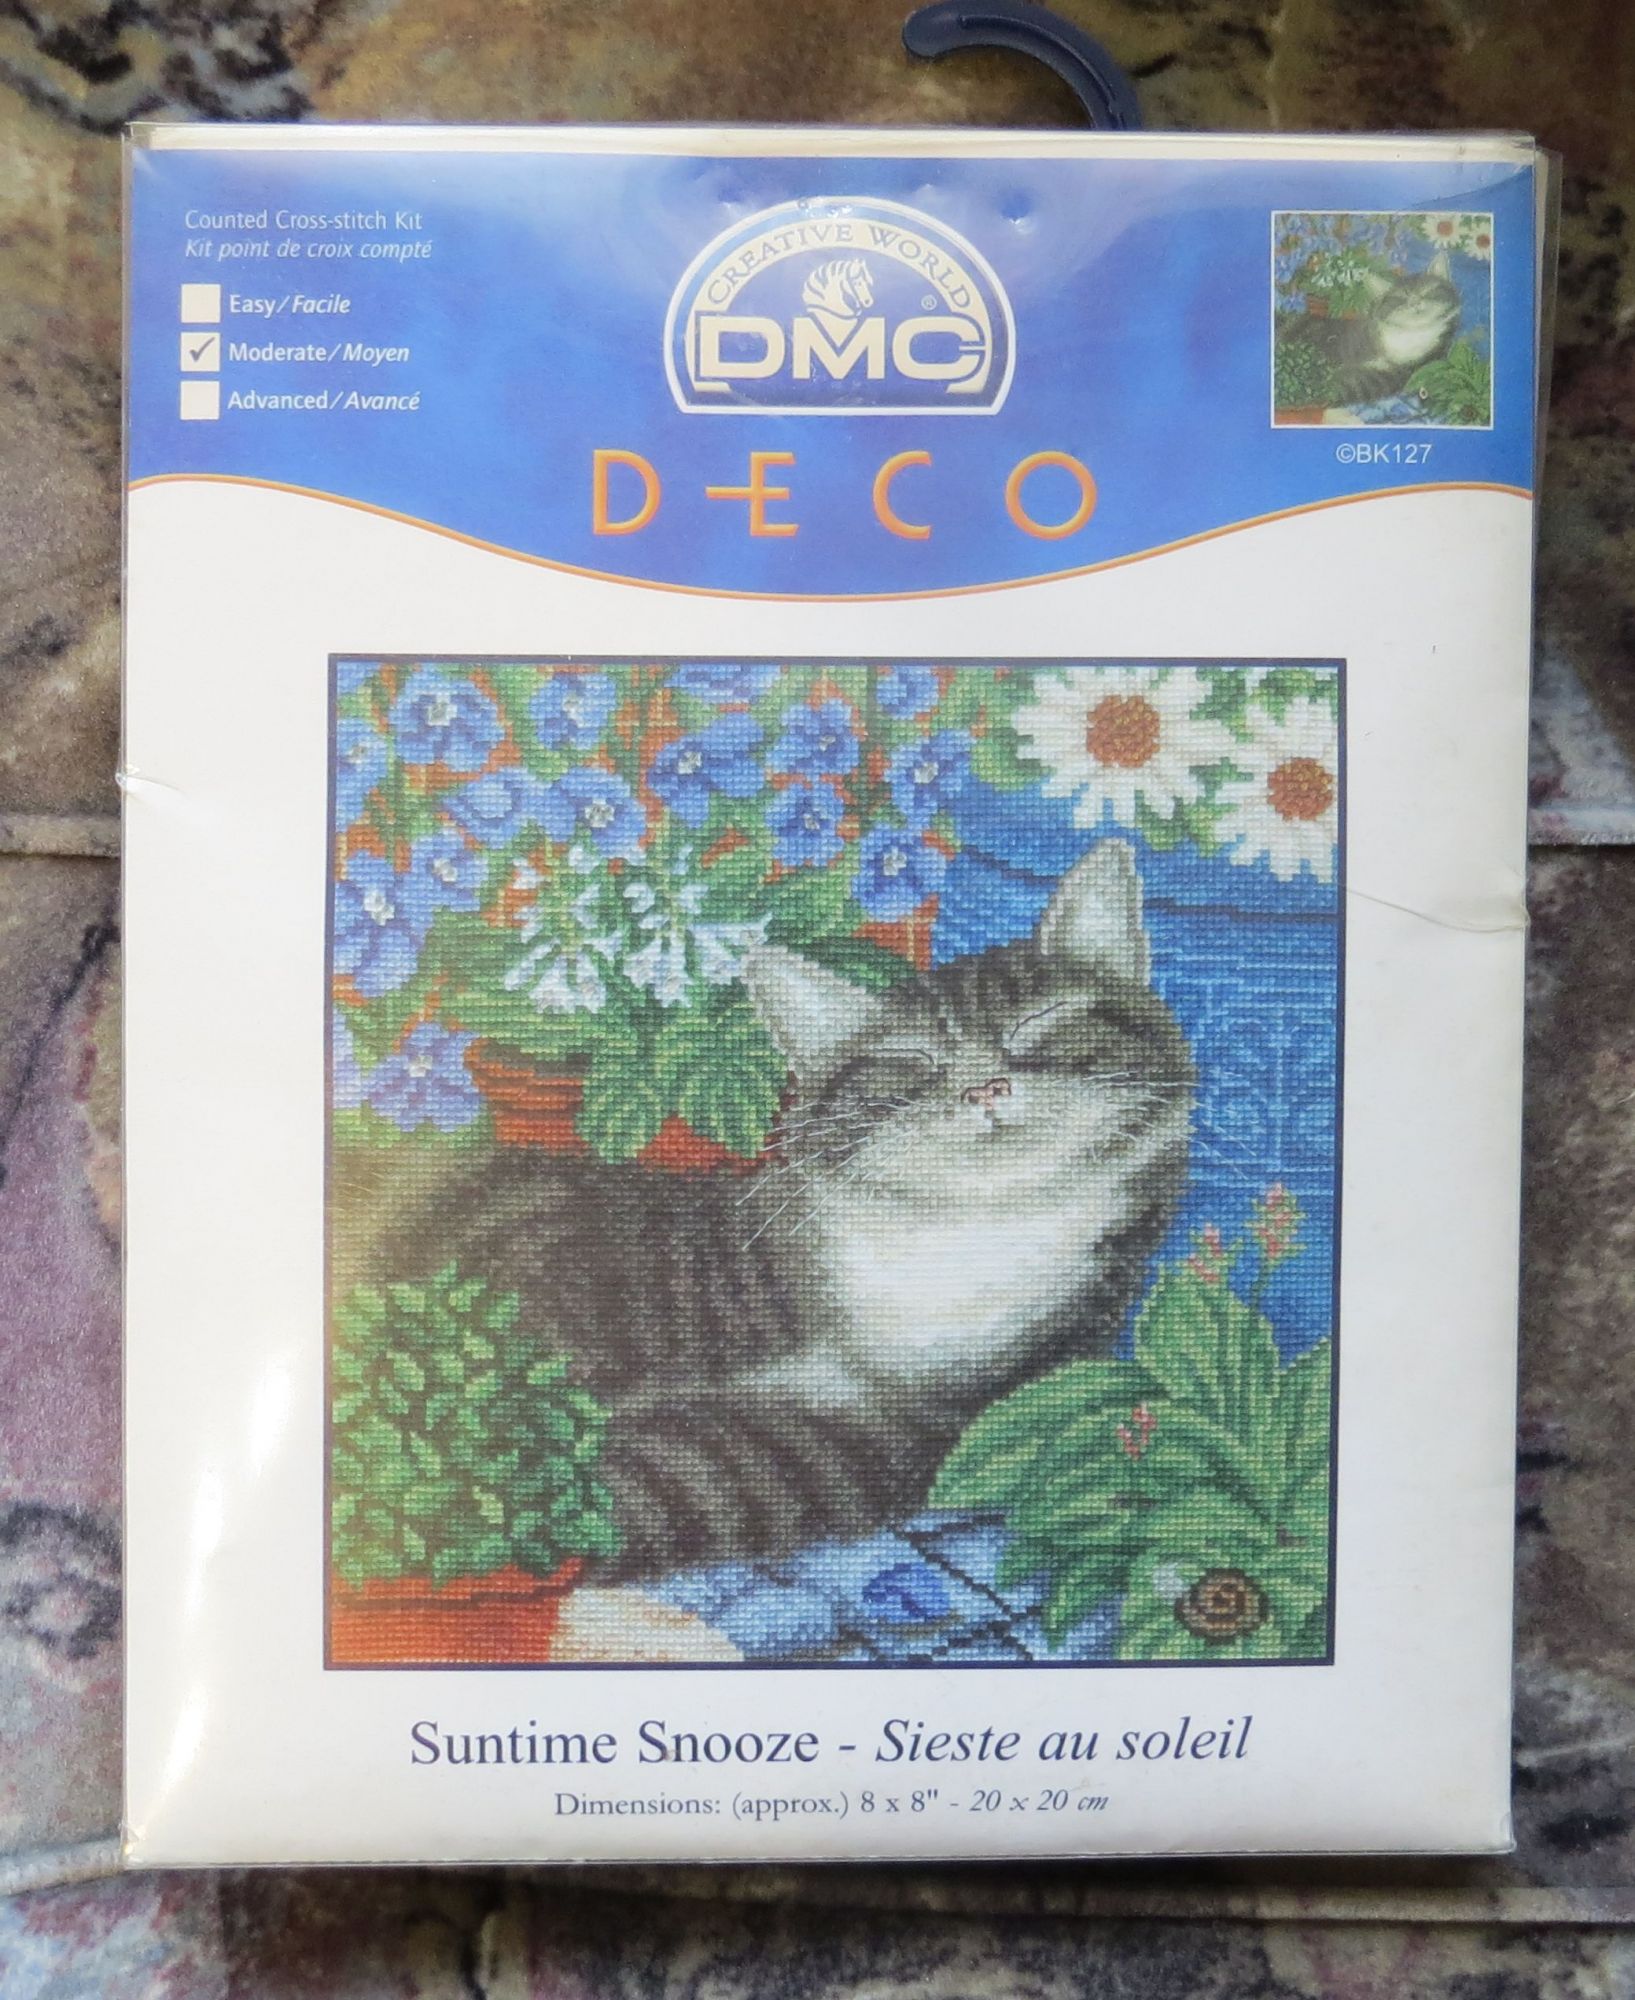 Counted Cross-stitch Kit
Kit point de croix compté
Easy/Facile
Moderate/Moyen
Advanced/Avancé
CREATIVE WORLD
®
DMC
DECO
©BK127
Suntime Snooze - Sieste au soleil
Dimensions: (approx.) 8 x 8" - 20 x 20 cm